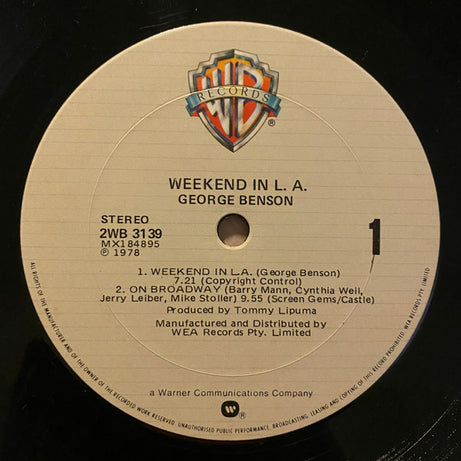 WB
RECORDS
®
WEEKEND IN L. A.
GEORGE BENSON
STEREO
2WB 3139
MX184895
℗ 1978
1
1. WEEKEND IN L.A. (George Benson)
7.21 (Copyright Control)
2. ON BROADWAY (Barry Mann, Cynthia Weil,
Jerry Leiber, Mike Stoller) 9.55 (Screen Gems/Castle)
Produced by Tommy Lipuma
Manufactured and Distributed by
WEA Records Pty. Limited
a Warner Communications Company
®
ALL RIGHTS OF THE MANUFACTURER AND OF THE OWNER OF THE RECORDED WORK RESERVED. UNAUTHORISED PUBLIC PERFORMANCE, BROADCASTING, LEASING AND COPYING OF THIS RECORD PROHIBITED. WEA RECORDS PTY LIMITED